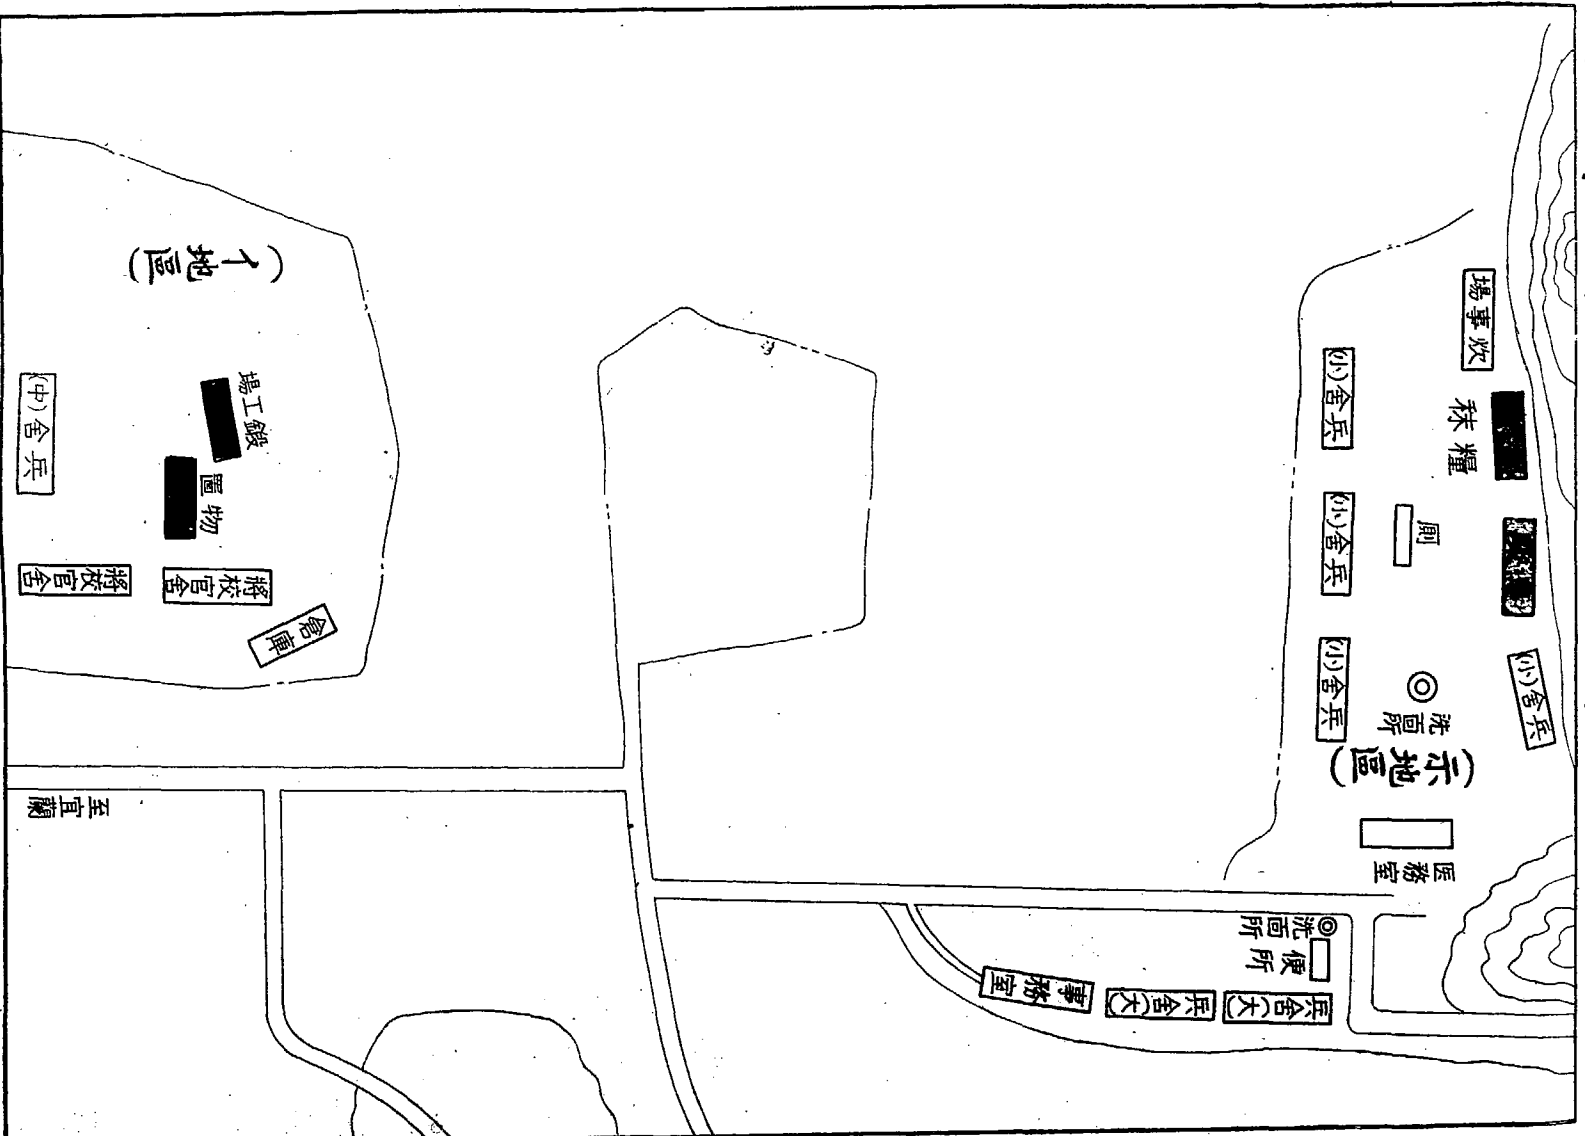 (イ地區)
鍛工場
物置
兵舍(中)
將校官舍
將校官舍
倉庫
至宜蘭
炊事場
糧秣
兵舍(小)
兵舍(小)
兵舍(小)
兵舍(小)
廁
洗面所
(ホ地區)
医務室
洗面所
便所
事務室
兵舍(大)
兵舍(大)